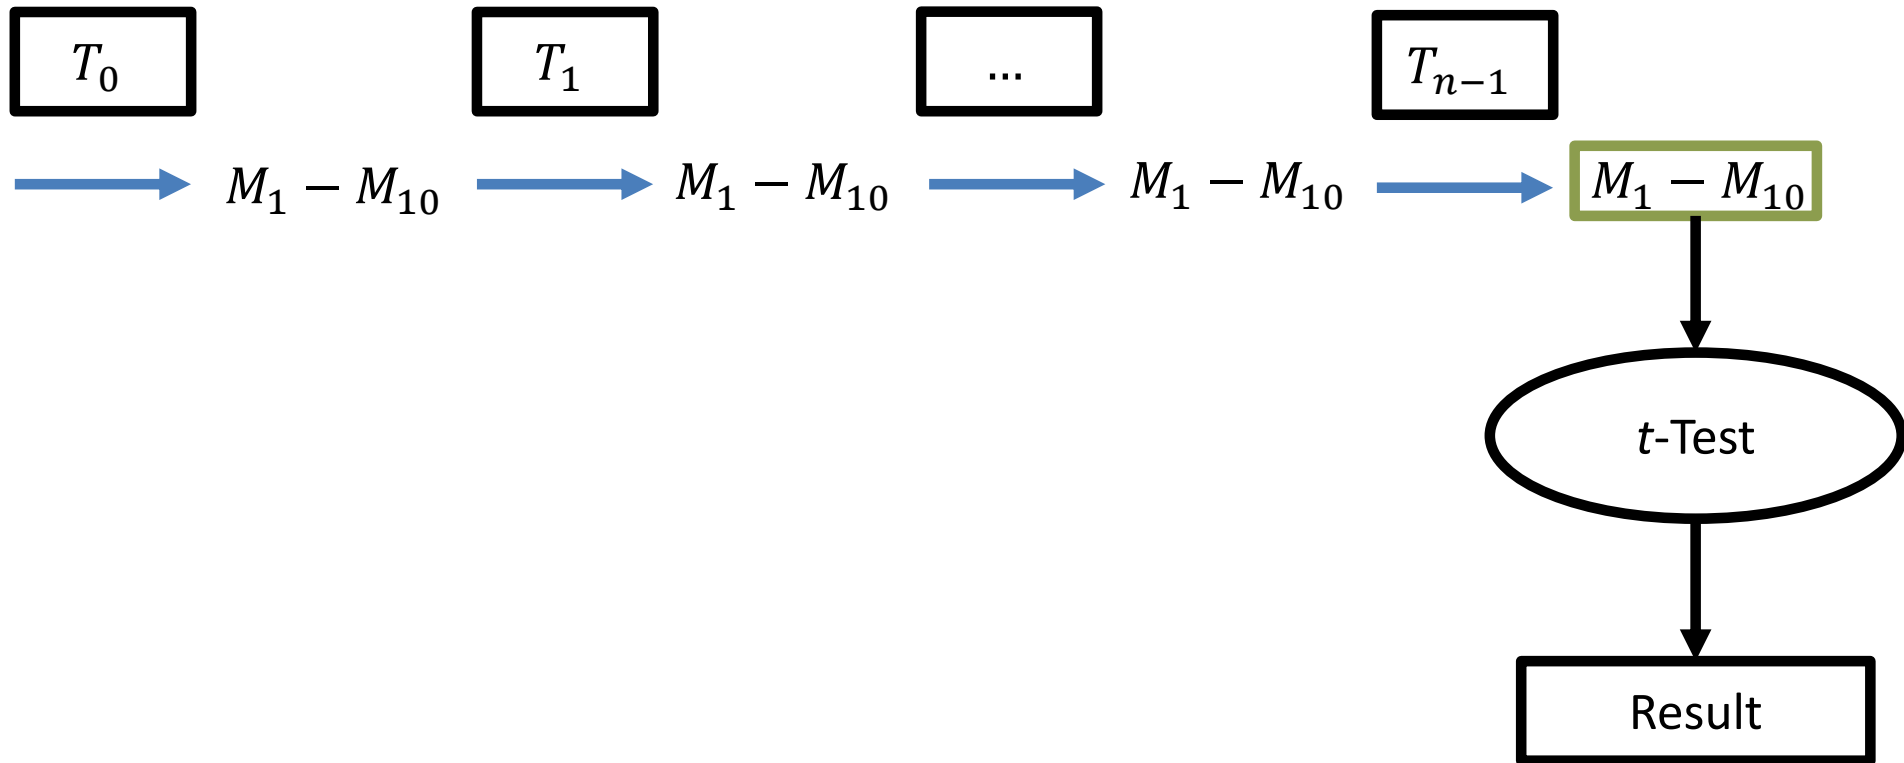 T₀ T₁ ... Tₙ₋₁
M₁ − M₁₀ M₁ − M₁₀ M₁ − M₁₀ M₁ − M₁₀
t-Test
Result